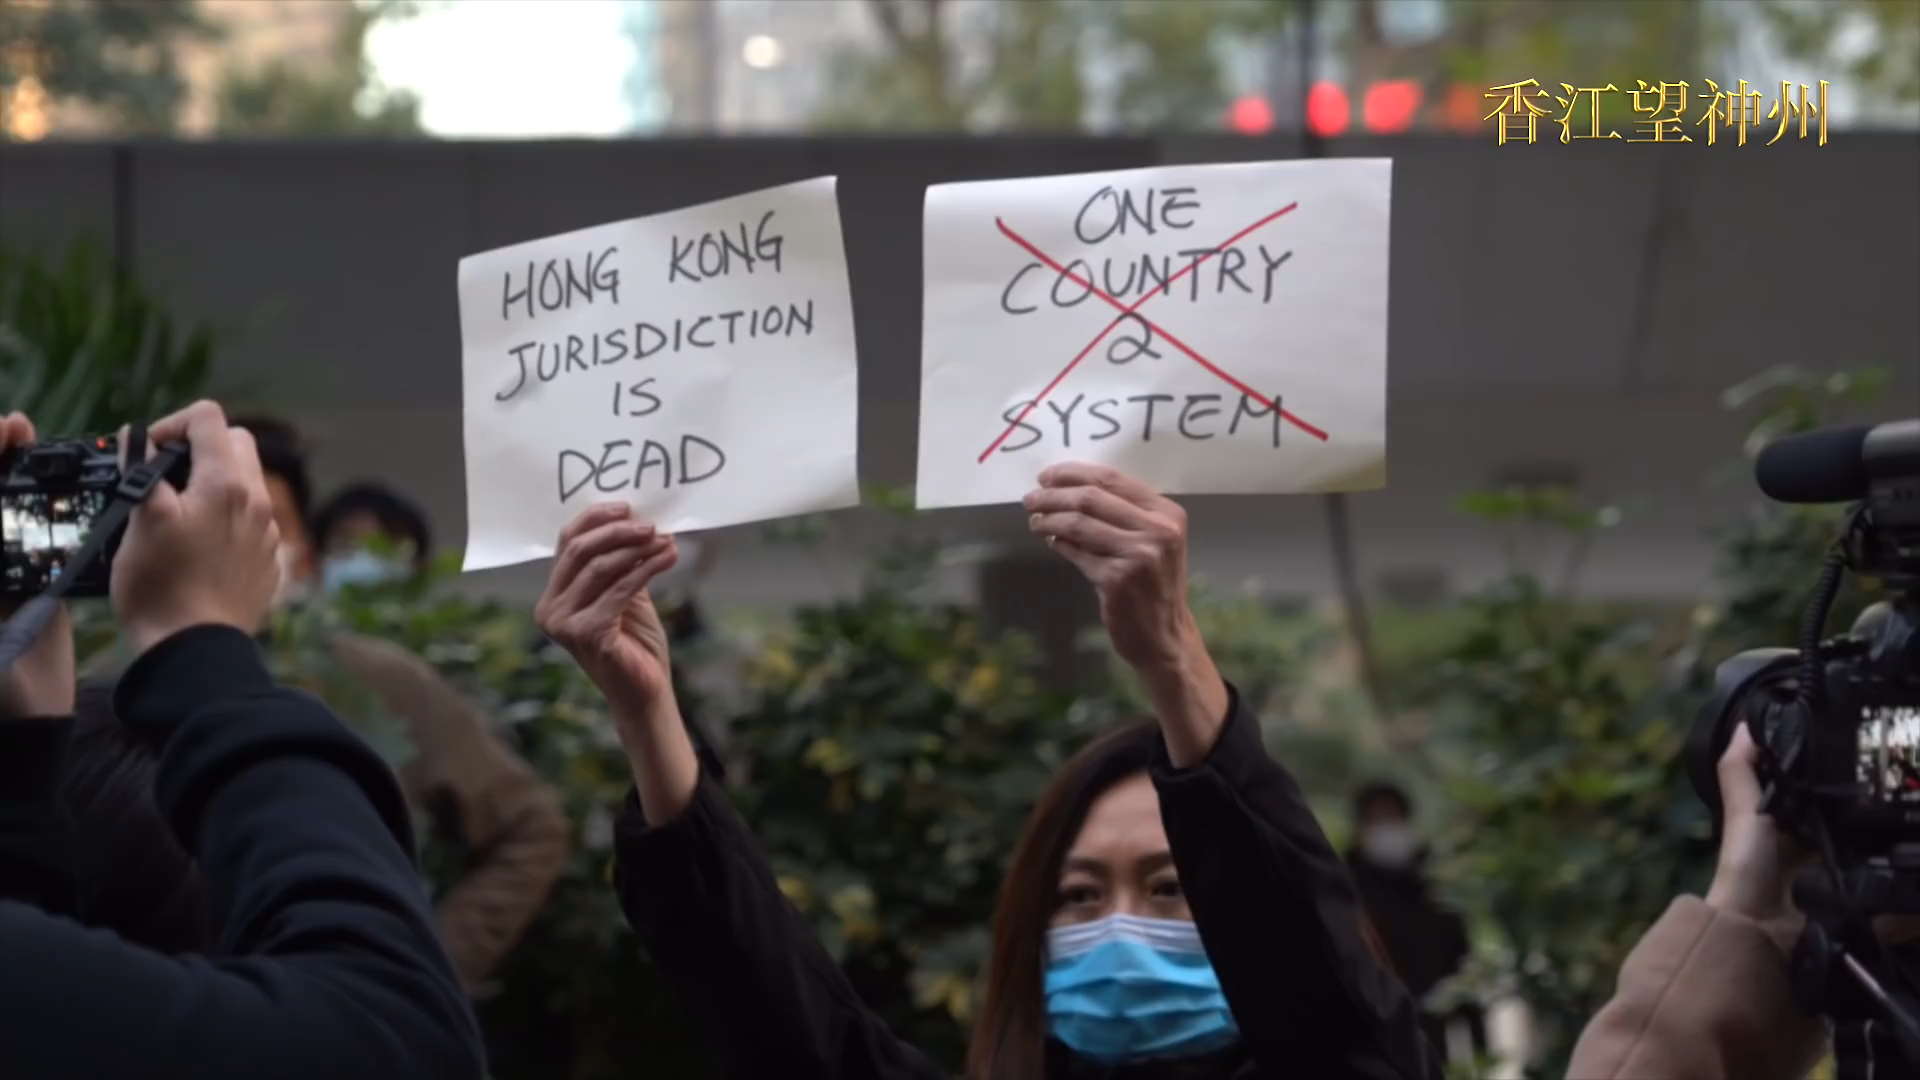 香江望神州
HONG KONG
JURISDICTION
IS
DEAD
ONE
COUNTRY
2
SYSTEM